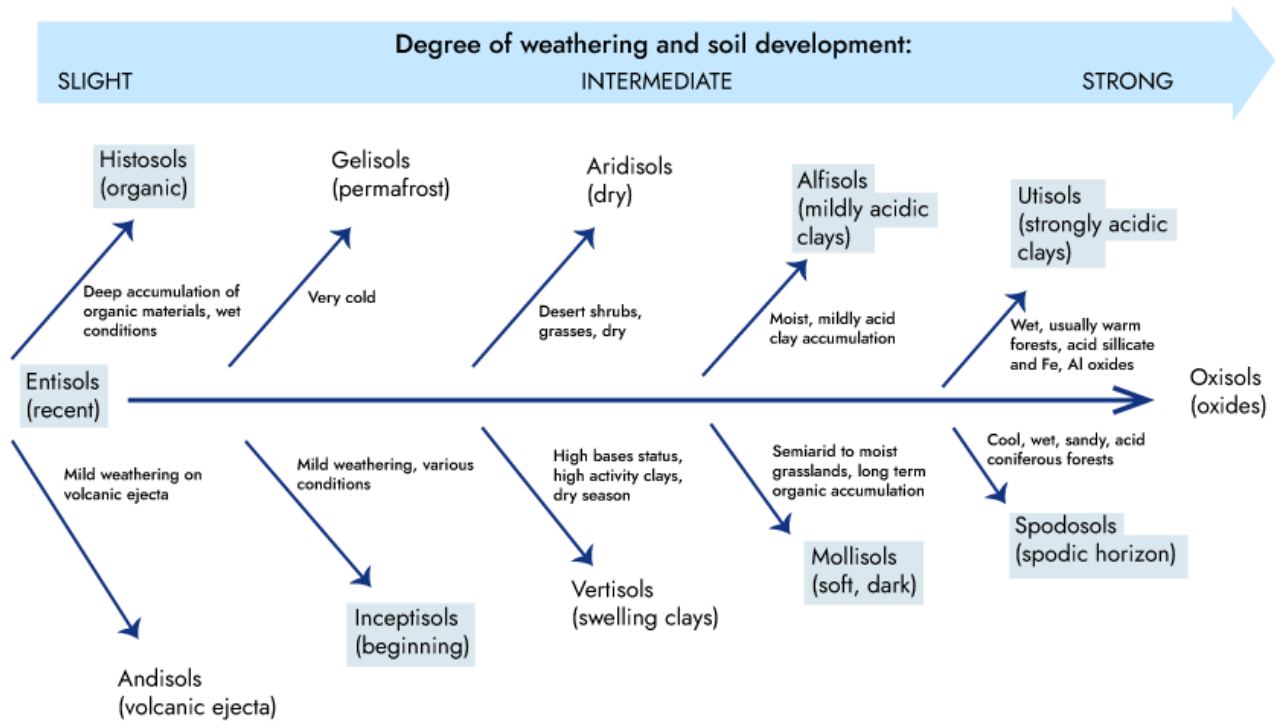 Degree of weathering and soil development:
SLIGHT
INTERMEDIATE
STRONG
Histosols
(organic)
Gelisols
(permafrost)
Aridisols
(dry)
Alfisols
(mildly acidic
clays)
Utisols
(strongly acidic
clays)
Deep accumulation of
organic materials, wet
conditions
Very cold
Desert shrubs,
grasses, dry
Moist, mildly acid
clay accumulation
Wet, usually warm
forests, acid sillicate
and Fe, Al oxides
Entisols
(recent)
Oxisols
(oxides)
Mild weathering on
volcanic ejecta
Mild weathering, various
conditions
High bases status,
high activity clays,
dry season
Semiarid to moist
grasslands, long term
organic accumulation
Cool, wet, sandy, acid
coniferous forests
Andisols
(volcanic ejecta)
Inceptisols
(beginning)
Vertisols
(swelling clays)
Mollisols
(soft, dark)
Spodosols
(spodic horizon)